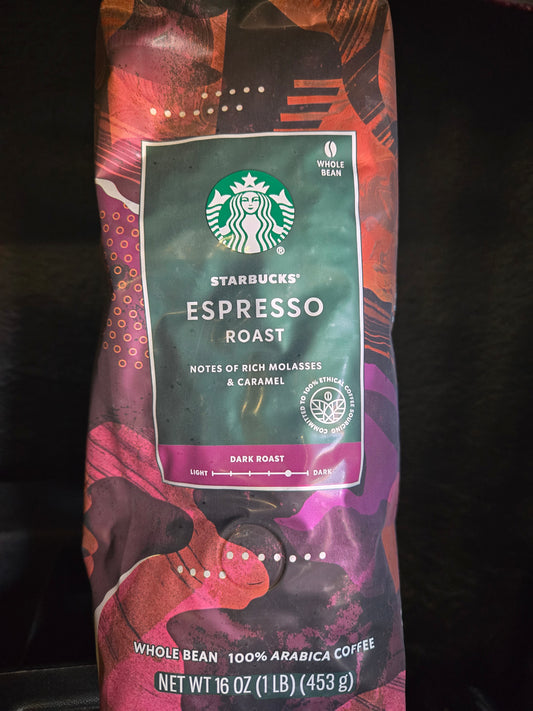 WHOLE
BEAN
®
STARBUCKS®
ESPRESSO
ROAST
NOTES OF RICH MOLASSES
& CARAMEL
COMMITTED TO 100% ETHICAL COFFEE SOURCING
DARK ROAST
LIGHT DARK
WHOLE BEAN 100% ARABICA COFFEE
NET WT 16 OZ (1 LB) (453 g)